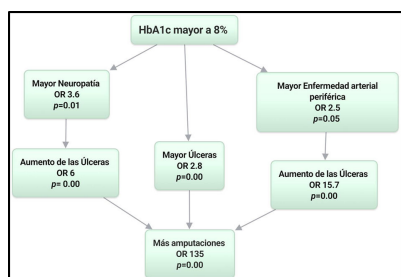 HbA1c mayor a 8%
Mayor Neuropatía
OR 3.6
p=0.01
Mayor Enfermedad arterial
periférica
OR 2.5
p=0.05
Aumento de las Úlceras
OR 6
p= 0.00
Mayor Úlceras
OR 2.8
p=0.00
Aumento de las Úlceras
OR 15.7
p=0.00
Más amputaciones
OR 135
p=0.00